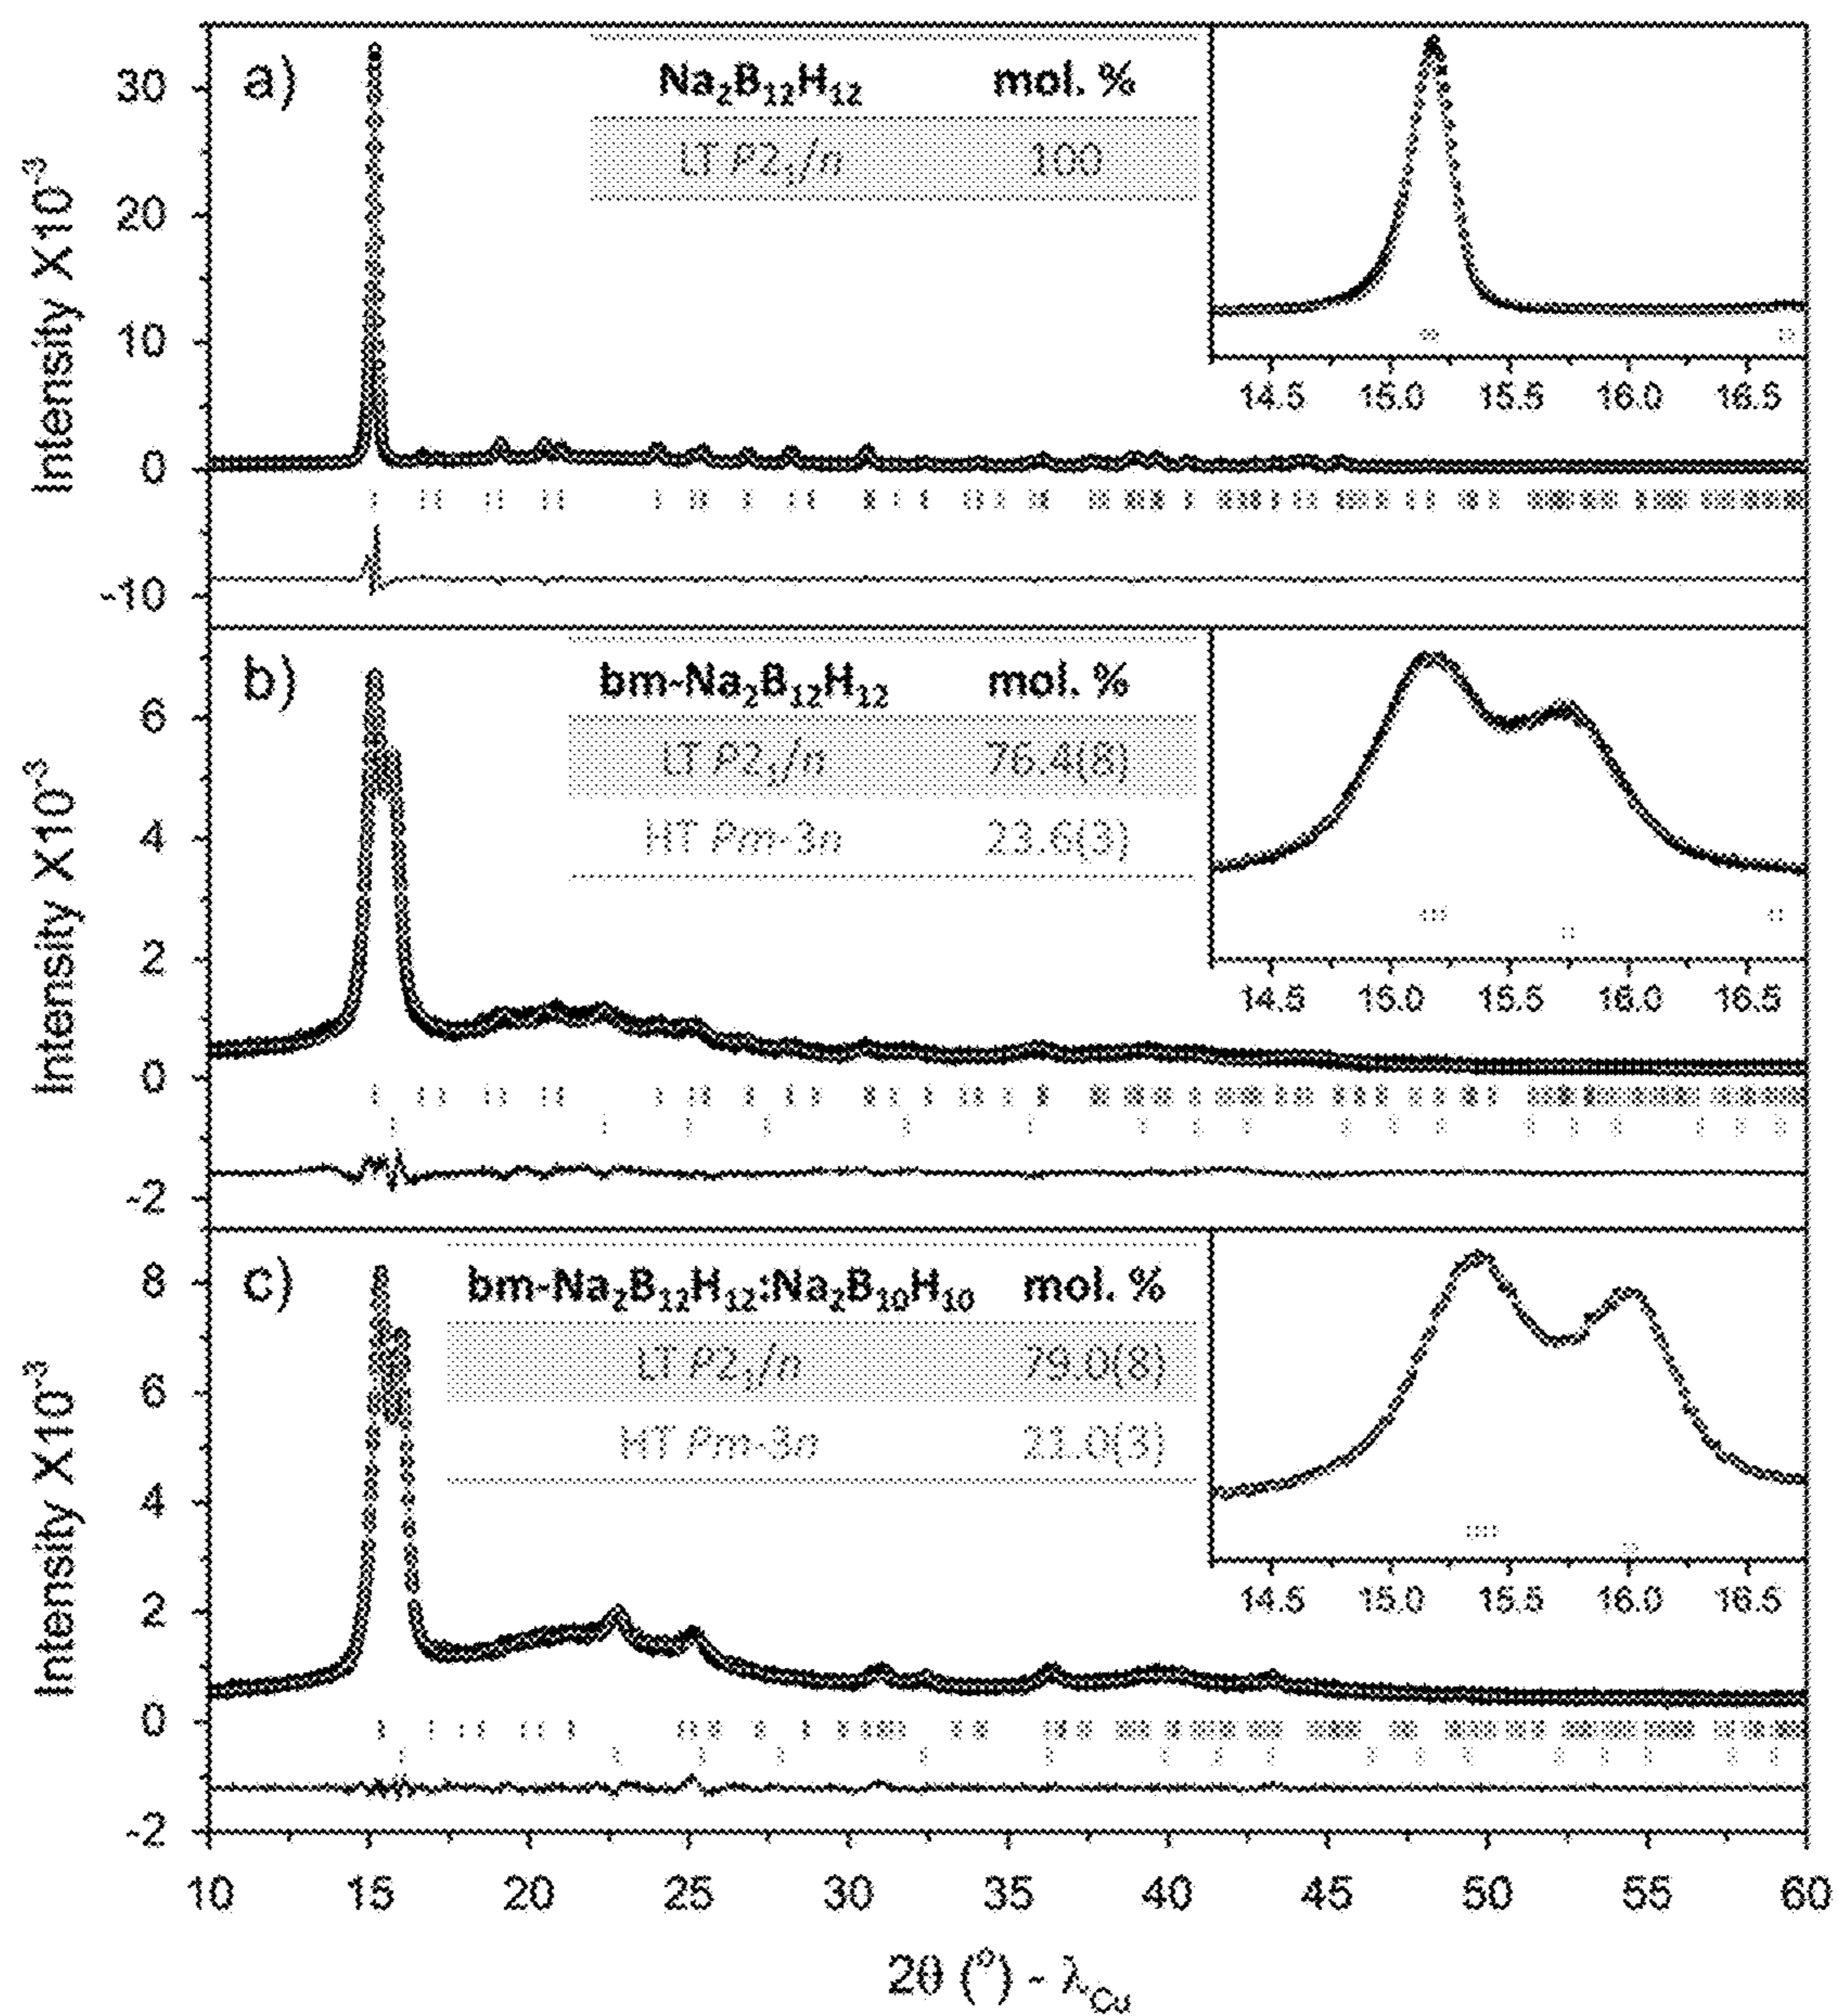 a)
Na₂B₁₂H₁₂ mol. %
LT P2₁/n 100
30
20
10
0
-10
Intensity X10⁻³
14.5 15.0 15.5 16.0 16.5
b)
bm-Na₂B₁₂H₁₂ mol. %
LT P2₁/n 76.4(8)
HT Pm-3n 23.6(3)
6
4
2
0
-2
Intensity X10⁻³
14.5 15.0 15.5 16.0 16.5
c)
bm-Na₂B₁₂H₁₂:Na₂B₁₀H₁₀ mol. %
LT P2₁/n 79.0(8)
HT Pm-3n 21.0(3)
8
6
4
2
0
-2
Intensity X10⁻³
14.5 15.0 15.5 16.0 16.5
10 15 20 25 30 35 40 45 50 55 60
2θ (º) - λCu